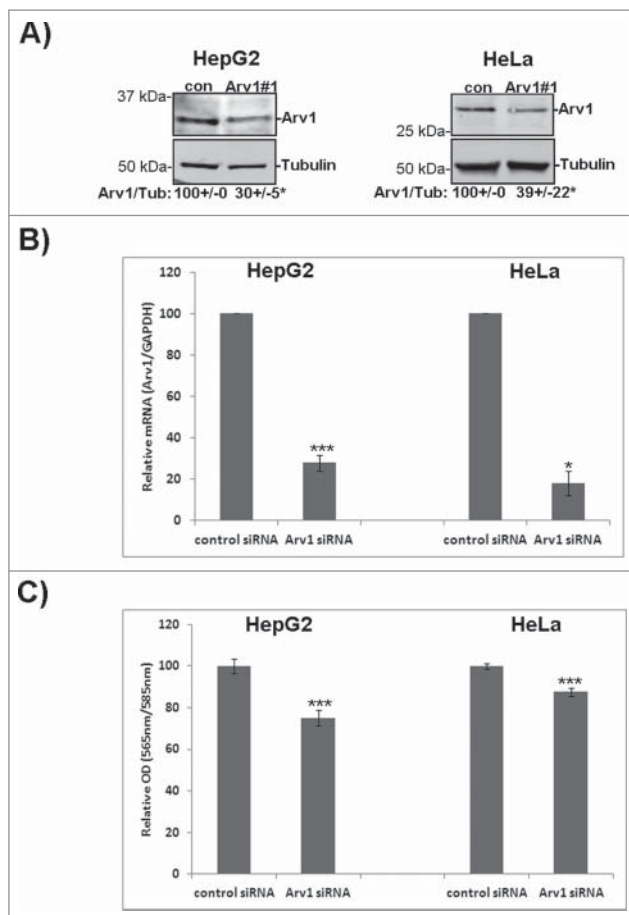 A)
HepG2
HeLa
con Arv1#1
con Arv1#1
37 kDa-
-Arv1
-Arv1
25 kDa-
50 kDa-
-Tubulin
50 kDa-
-Tubulin
Arv1/Tub: 100+/-0 30+/-5*
Arv1/Tub: 100+/-0 39+/-22*
B)
HepG2
HeLa
Relative mRNA (Arv1/GAPDH)
120
100
80
60
40
20
0
***
*
control siRNA Arv1 siRNA
control siRNA Arv1 siRNA
C)
HepG2
HeLa
Relative OD (565nm/585nm)
120
100
80
60
40
20
0
***
***
control siRNA Arv1 siRNA
control siRNA Arv1 siRNA